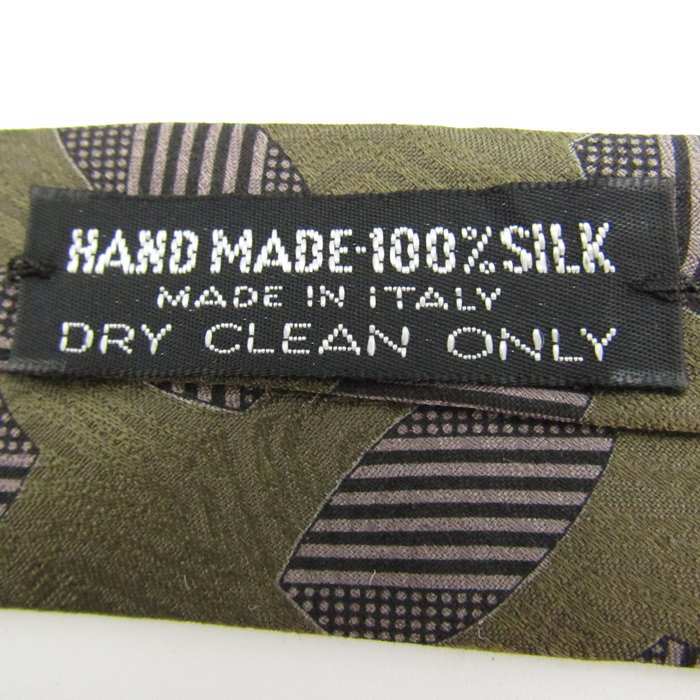 HAND MADE-100% SILK
MADE IN ITALY
DRY CLEAN ONLY